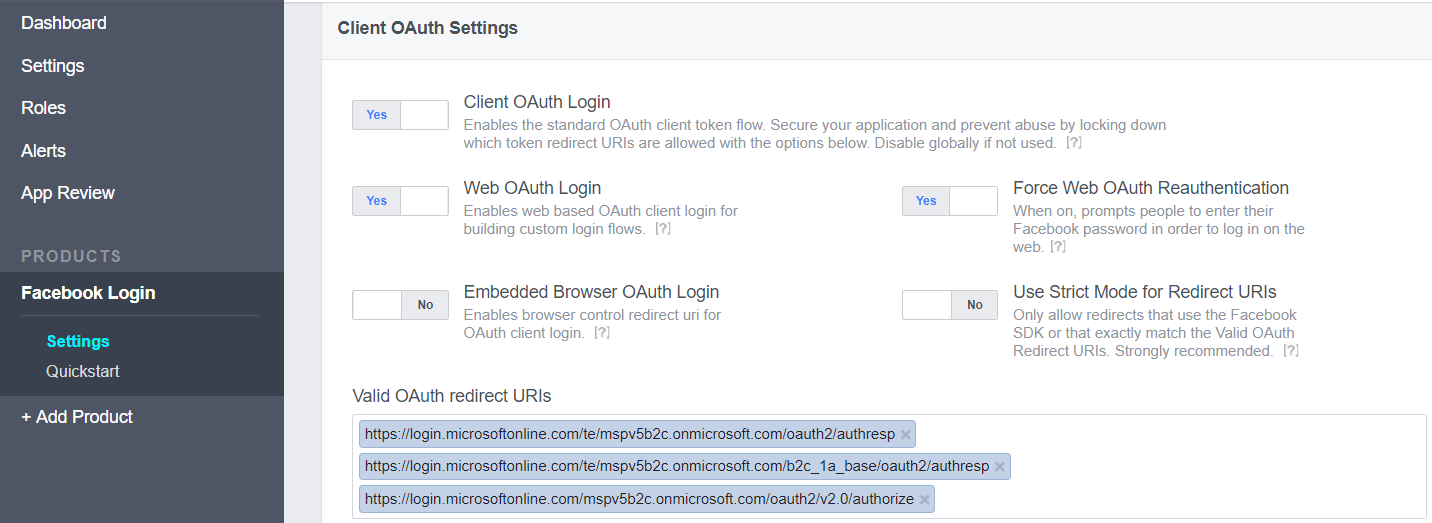 Dashboard
Settings
Roles
Alerts
App Review
PRODUCTS
Facebook Login
Settings
Quickstart
+ Add Product
Client OAuth Settings
Yes
Client OAuth Login
Enables the standard OAuth client token flow. Secure your application and prevent abuse by locking down
which token redirect URIs are allowed with the options below. Disable globally if not used. [?]
Yes
Web OAuth Login
Enables web based OAuth client login for
building custom login flows. [?]
Yes
Force Web OAuth Reauthentication
When on, prompts people to enter their
Facebook password in order to log in on the
web. [?]
No
Embedded Browser OAuth Login
Enables browser control redirect uri for
OAuth client login. [?]
No
Use Strict Mode for Redirect URIs
Only allow redirects that use the Facebook
SDK or that exactly match the Valid OAuth
Redirect URIs. Strongly recommended. [?]
Valid OAuth redirect URIs
https://login.microsoftonline.com/te/mspv5b2c.onmicrosoft.com/oauth2/authresp ×
https://login.microsoftonline.com/te/mspv5b2c.onmicrosoft.com/b2c_1a_base/oauth2/authresp ×
https://login.microsoftonline.com/mspv5b2c.onmicrosoft.com/oauth2/v2.0/authorize ×